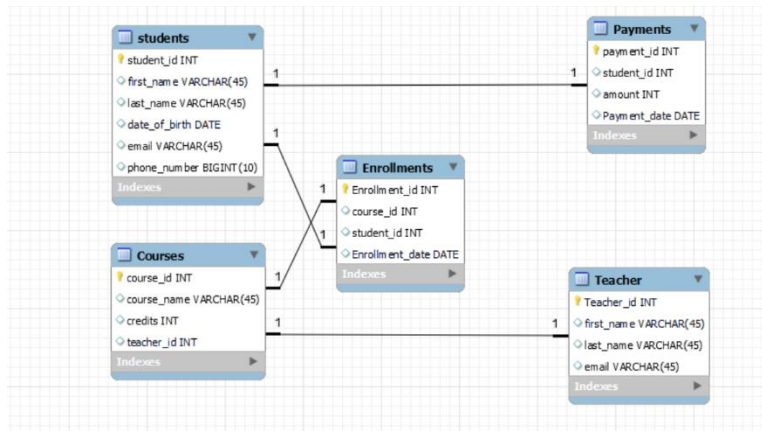 students
student_id INT
first_name VARCHAR(45)
last_name VARCHAR(45)
date_of_birth DATE
email VARCHAR(45)
phone_number BIGINT(10)
Indexes
Payments
payment_id INT
student_id INT
amount INT
Payment_date DATE
Indexes
1
1
1
1
Enrollments
Enrollment_id INT
course_id INT
student_id INT
Enrollment_date DATE
Indexes
1
1
Courses
course_id INT
course_name VARCHAR(45)
credits INT
teacher_id INT
Indexes
1
1
Teacher
Teacher_id INT
first_name VARCHAR(45)
last_name VARCHAR(45)
email VARCHAR(45)
Indexes